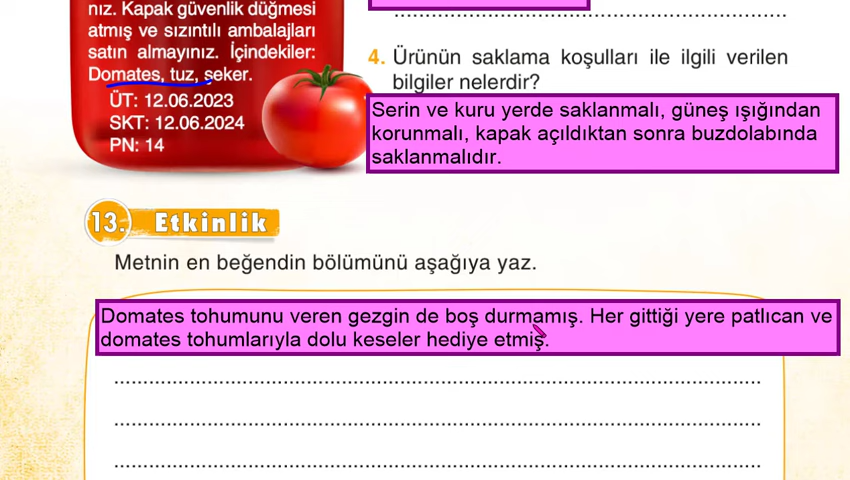 nız. Kapak güvenlik düğmesi
atmış ve sızıntılı ambalajları
satın almayınız. İçindekiler:
Domates, tuz, şeker.
ÜT: 12.06.2023
SKT: 12.06.2024
PN: 14
4. Ürünün saklama koşulları ile ilgili verilen
bilgiler nelerdir?
Serin ve kuru yerde saklanmalı, güneş ışığından
korunmalı, kapak açıldıktan sonra buzdolabında
saklanmalıdır.
13. Etkinlik
Metnin en beğendin bölümünü aşağıya yaz.
Domates tohumunu veren gezgin de boş durmamış. Her gittiği yere patlıcan ve
domates tohumlarıyla dolu keseler hediye etmiş.